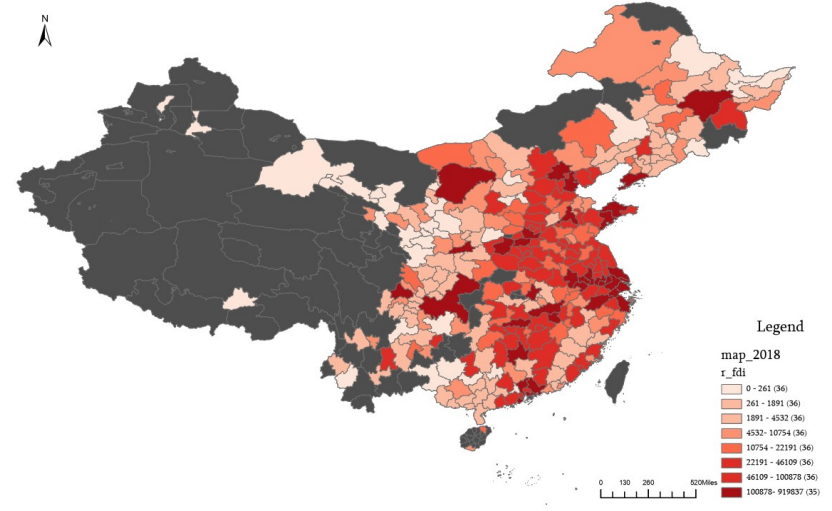 N
Legend
map_2018
r_fdi
0 - 261 (36)
261 - 1891 (36)
1891 - 4532 (36)
4532- 10754 (36)
10754 - 22191 (36)
22191 - 46109 (36)
46109 - 100878 (36)
100878- 919837 (35)
0 130 260 520Miles